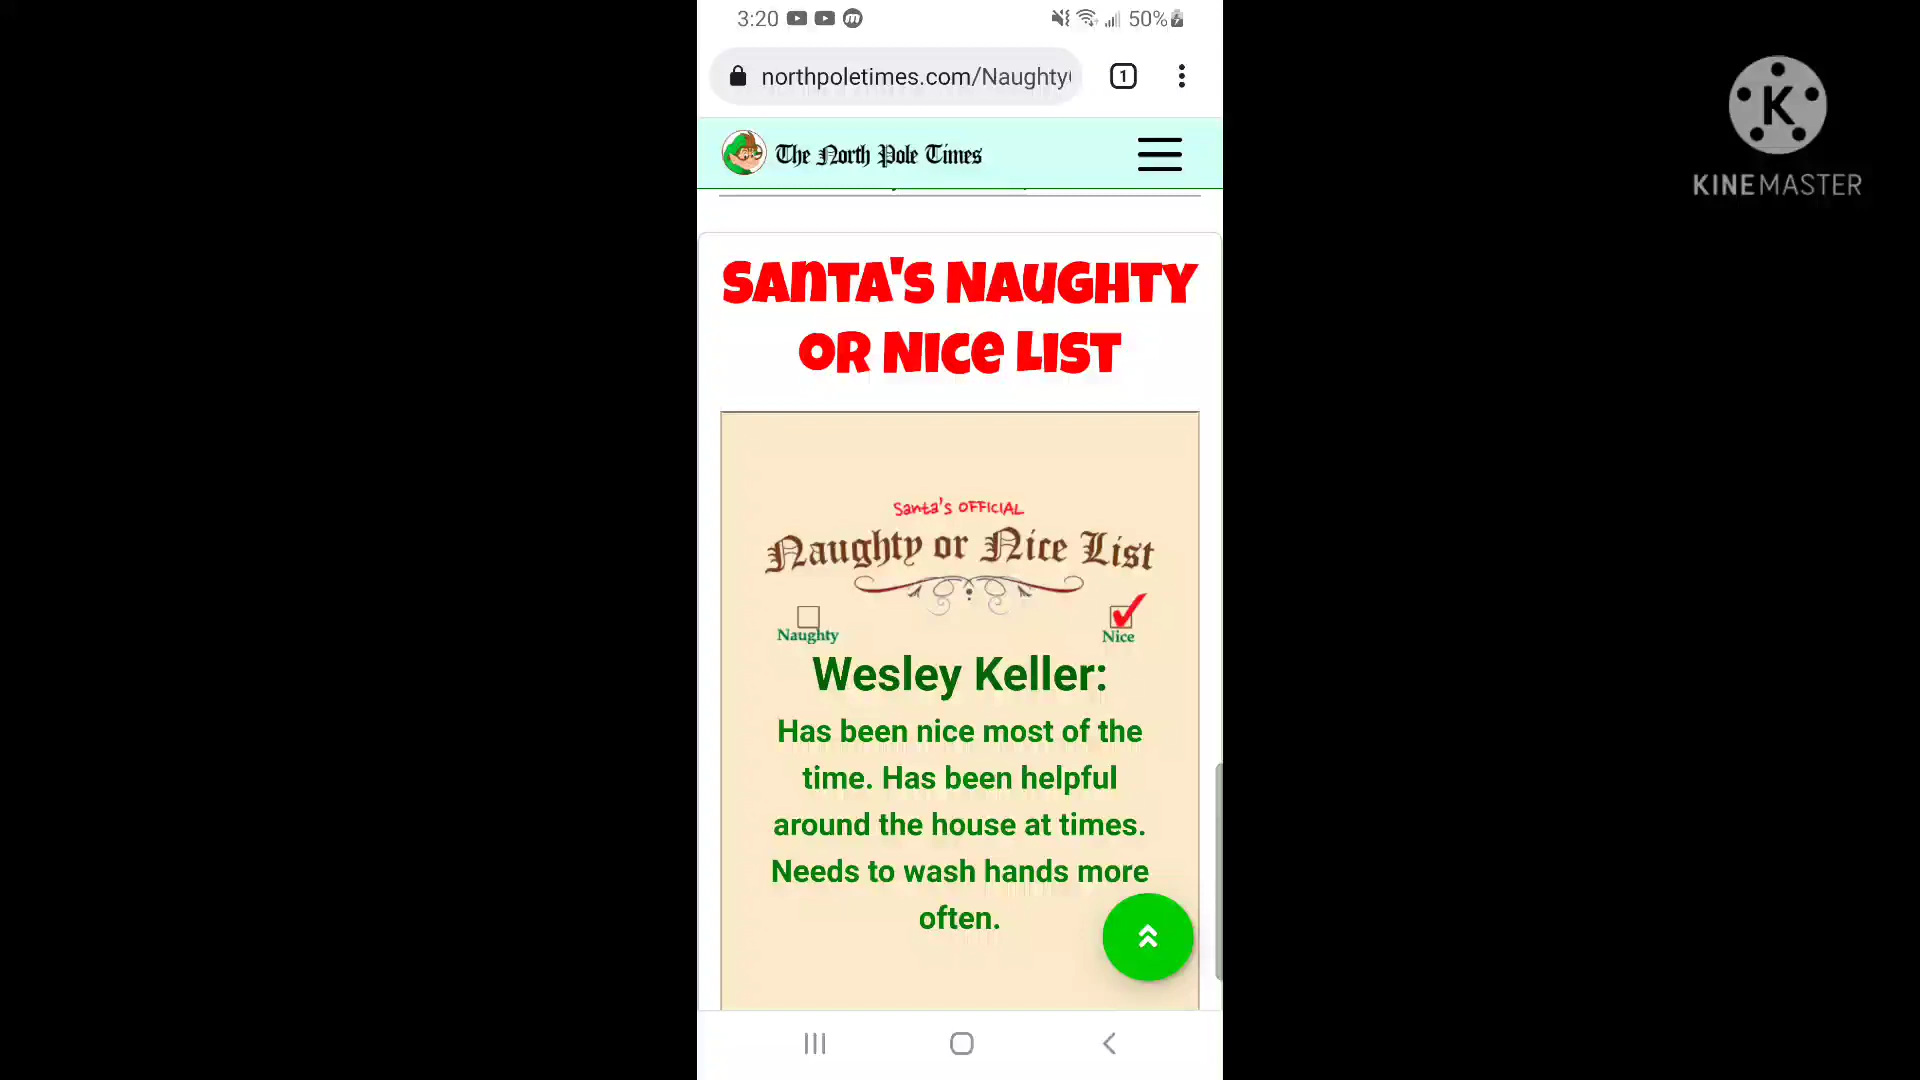 3:20
50%
northpoletimes.com/Naughty
1
The North Pole Times
K
KINEMASTER
SANTA'S NAUGHTY
OR NICE LIST
Santa's OFFICIAL
Naughty or Nice List
Naughty
Nice
Wesley Keller:
Has been nice most of the
time. Has been helpful
around the house at times.
Needs to wash hands more
often.